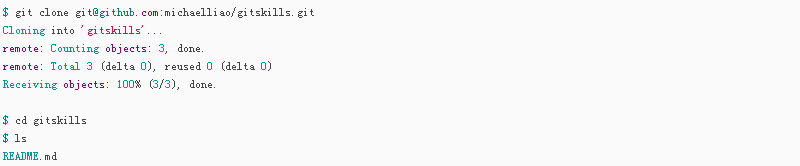 $ git clone git@github.com:michaelliao/gitskills.git
Cloning into 'gitskills'...
remote: Counting objects: 3, done.
remote: Total 3 (delta 0), reused 0 (delta 0)
Receiving objects: 100% (3/3), done.
$ cd gitskills
$ ls
README.md